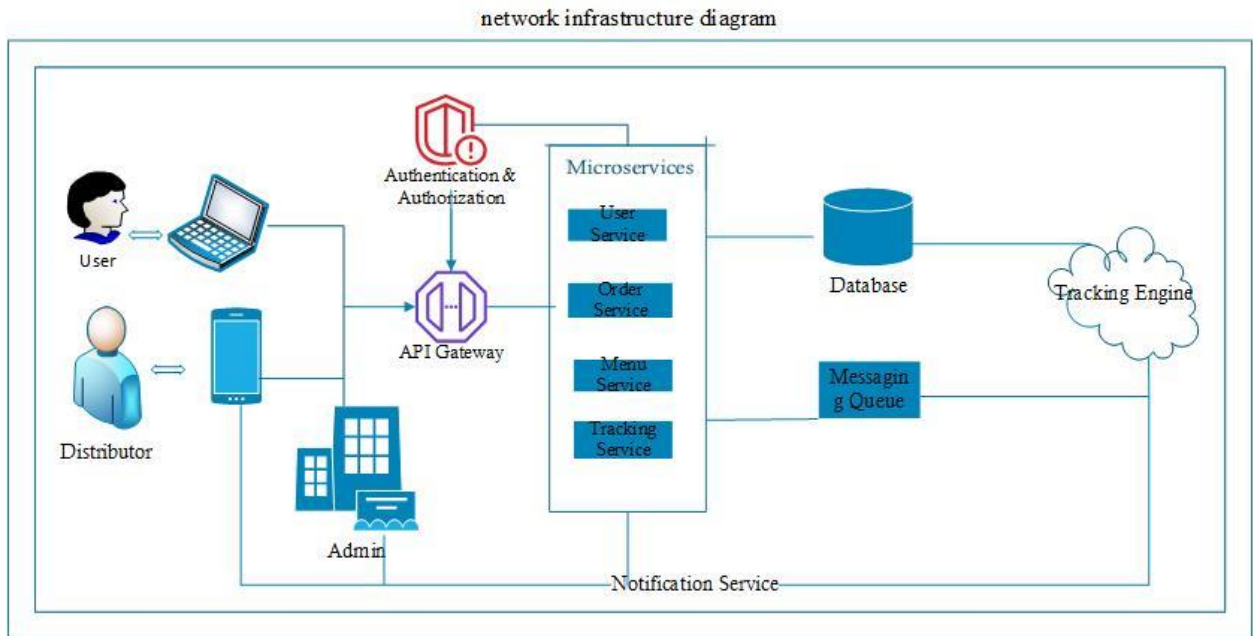 network infrastructure diagram
Authentication &
Authorization
Microservices
User
Service
User
Database
Tracking Engine
Order
Service
API Gateway
Menu
Service
Messagin
g Queue
Distributor
Tracking
Service
Admin
Notification Service